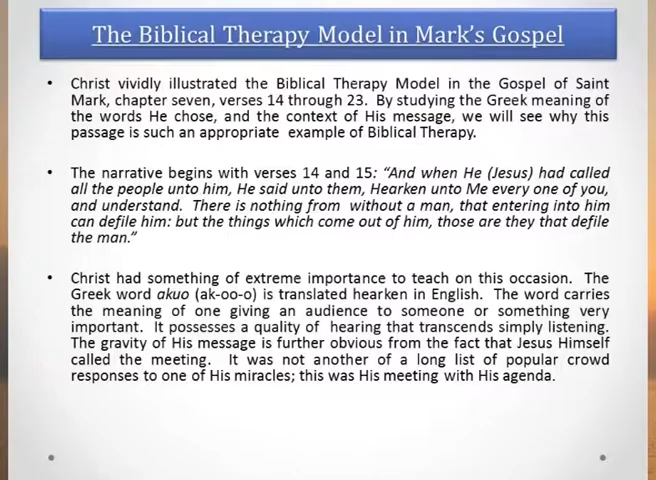 The Biblical Therapy Model in Mark's Gospel
• Christ vividly illustrated the Biblical Therapy Model in the Gospel of Saint
Mark, chapter seven, verses 14 through 23. By studying the Greek meaning of
the words He chose, and the context of His message, we will see why this
passage is such an appropriate example of Biblical Therapy.
• The narrative begins with verses 14 and 15: “And when He (Jesus) had called
all the people unto him, He said unto them, Hearken unto Me every one of you,
and understand. There is nothing from without a man, that entering into him
can defile him: but the things which come out of him, those are they that defile
the man.”
• Christ had something of extreme importance to teach on this occasion. The
Greek word akuo (ak-oo-o) is translated hearken in English. The word carries
the meaning of one giving an audience to someone or something very
important. It possesses a quality of hearing that transcends simply listening.
The gravity of His message is further obvious from the fact that Jesus Himself
called the meeting. It was not another of a long list of popular crowd
responses to one of His miracles; this was His meeting with His agenda.